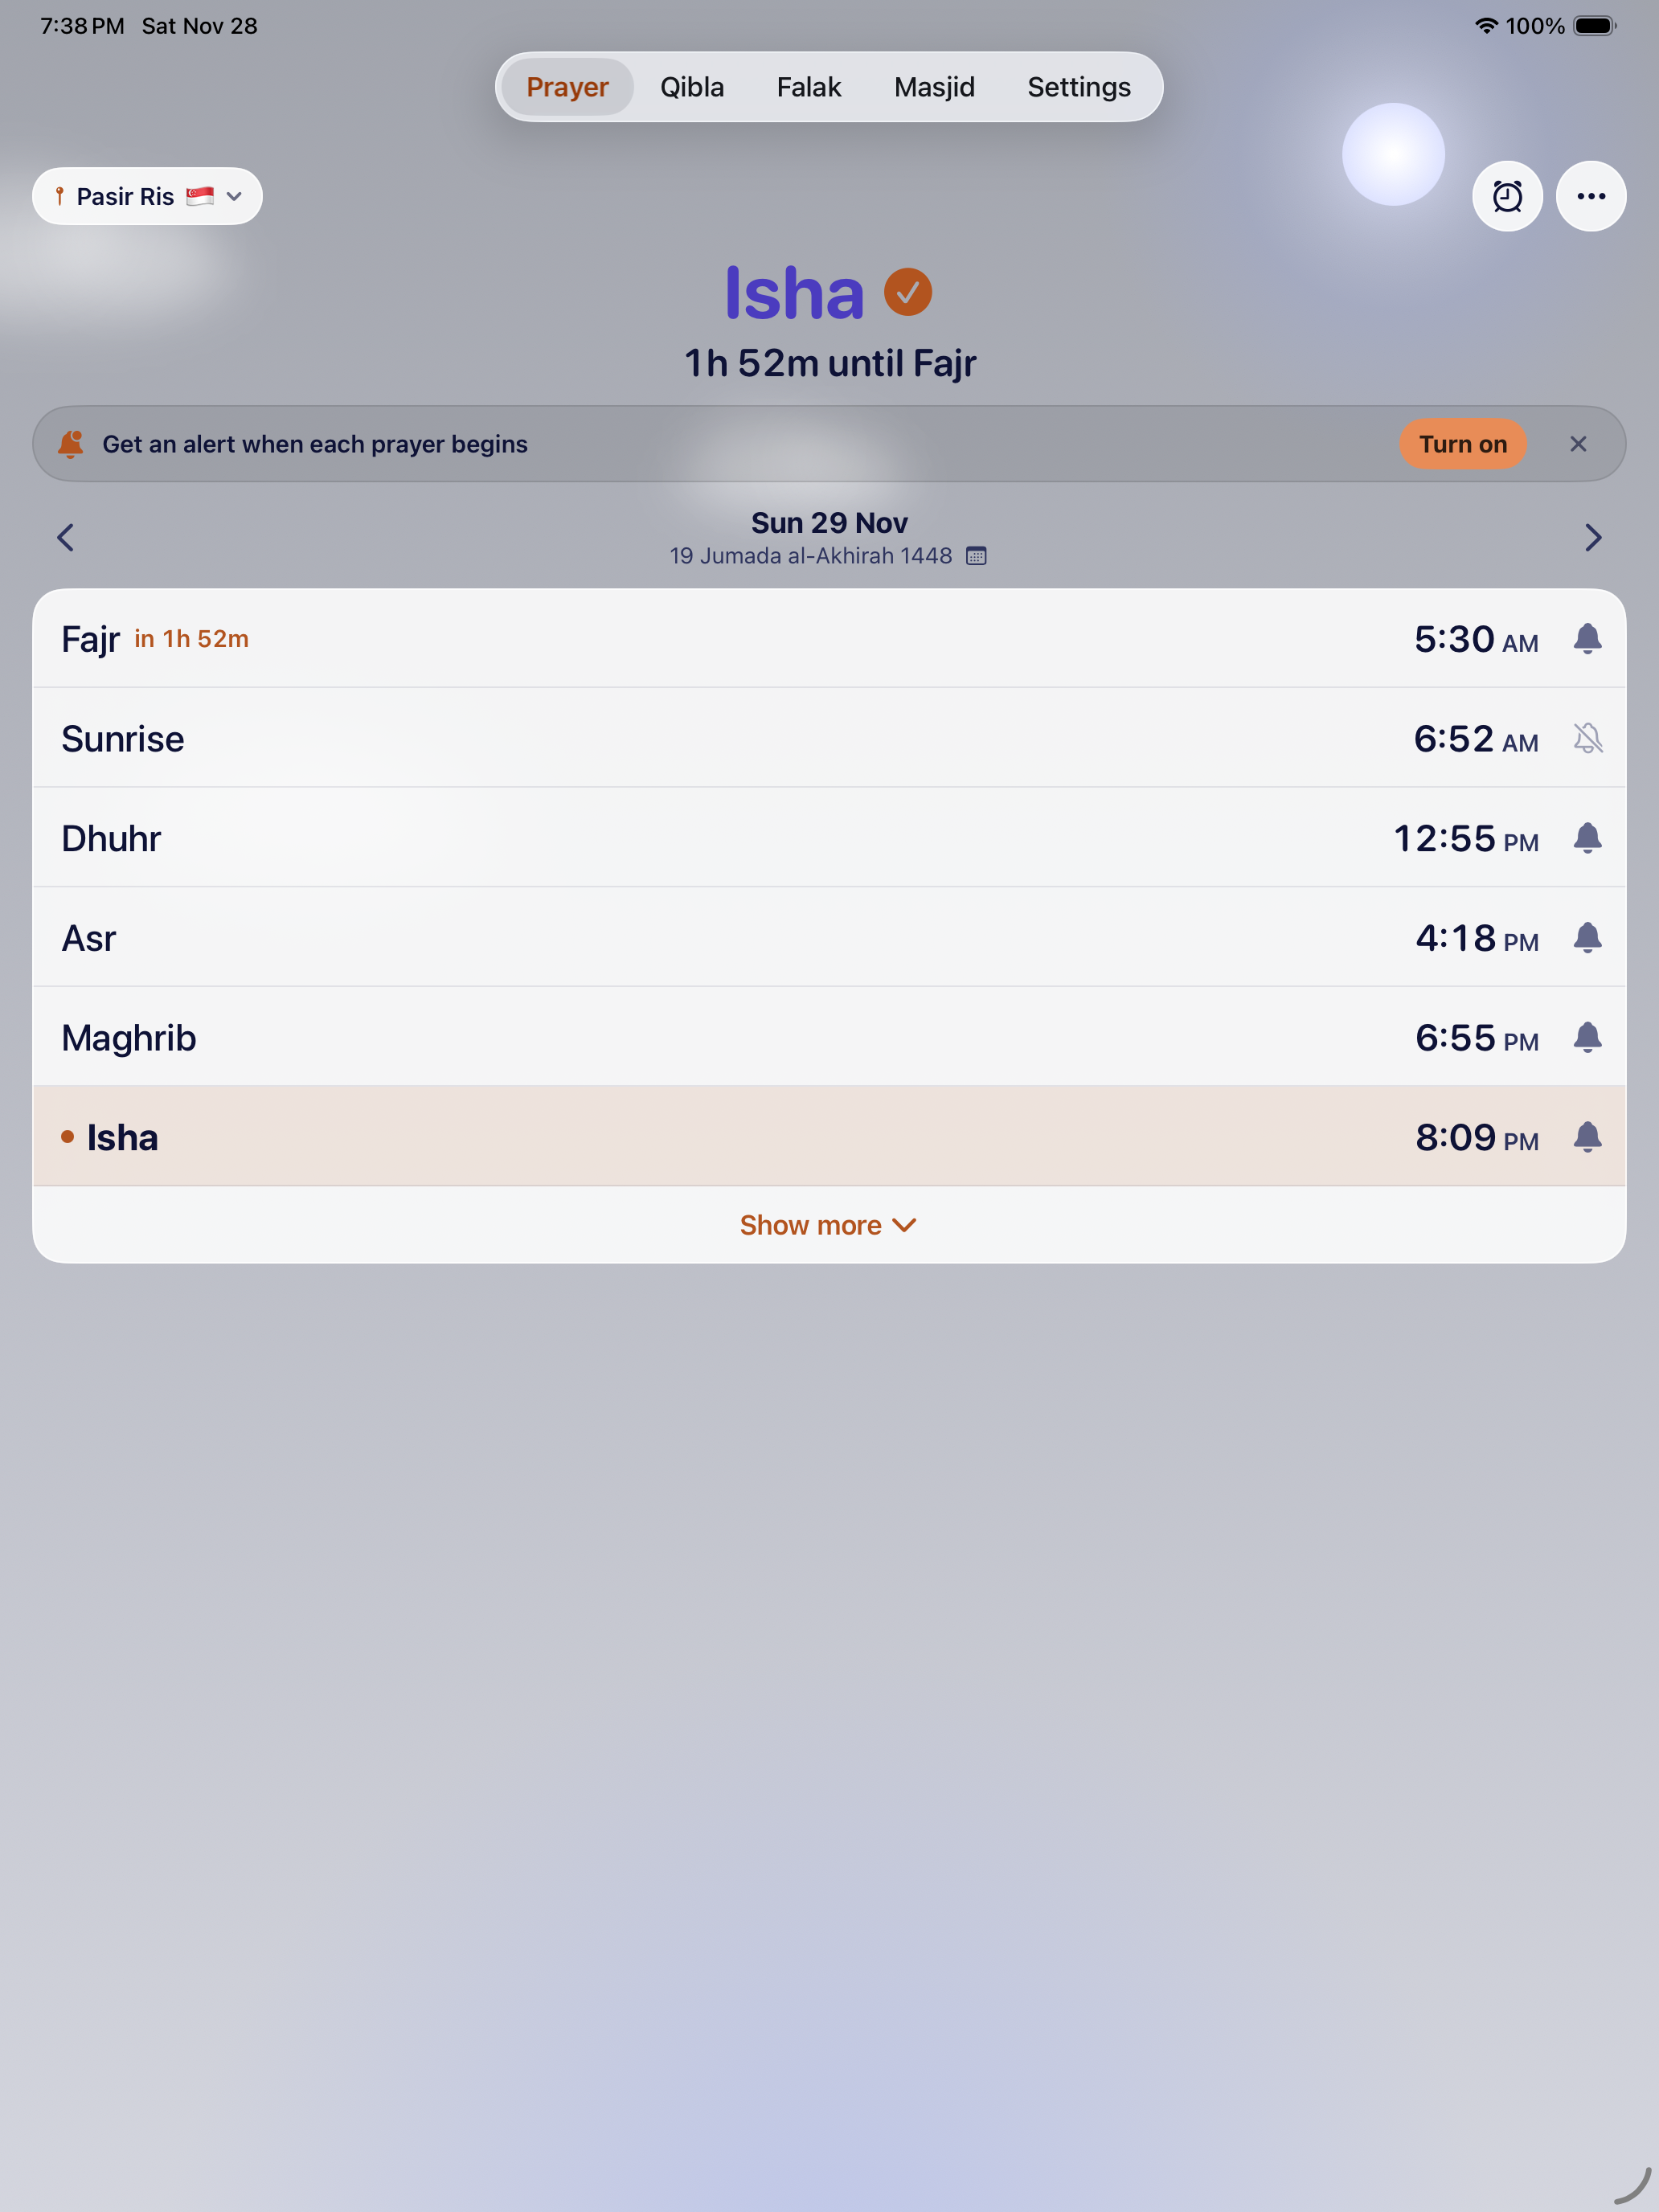 7:38 PM Sat Nov 28 100%
Prayer Qibla Falak Masjid Settings
Pasir Ris
Isha
1h 52m until Fajr
Get an alert when each prayer begins Turn on
Sun 29 Nov
19 Jumada al-Akhirah 1448
Fajr in 1h 52m 5:30 AM
Sunrise 6:52 AM
Dhuhr 12:55 PM
Asr 4:18 PM
Maghrib 6:55 PM
Isha 8:09 PM
Show more